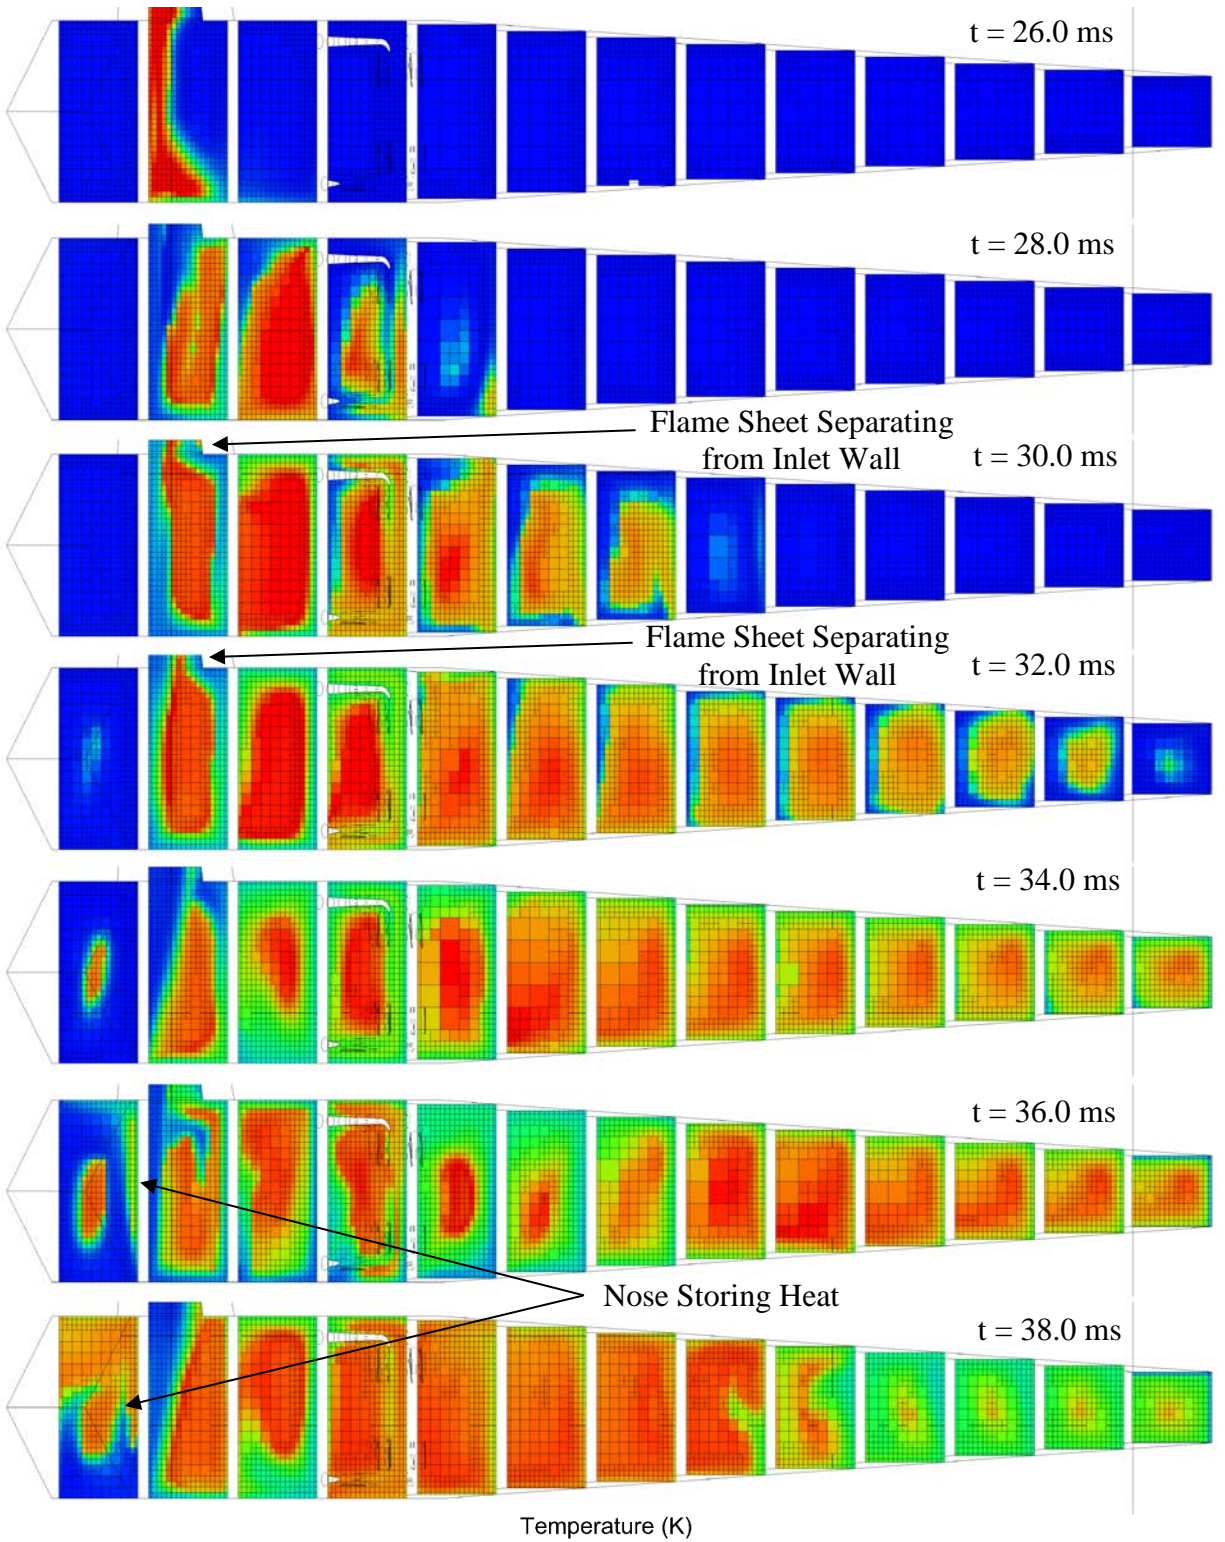 t = 26.0 ms
t = 28.0 ms
Flame Sheet Separating
from Inlet Wall
t = 30.0 ms
Flame Sheet Separating
from Inlet Wall
t = 32.0 ms
t = 34.0 ms
t = 36.0 ms
Nose Storing Heat
t = 38.0 ms
Temperature (K)